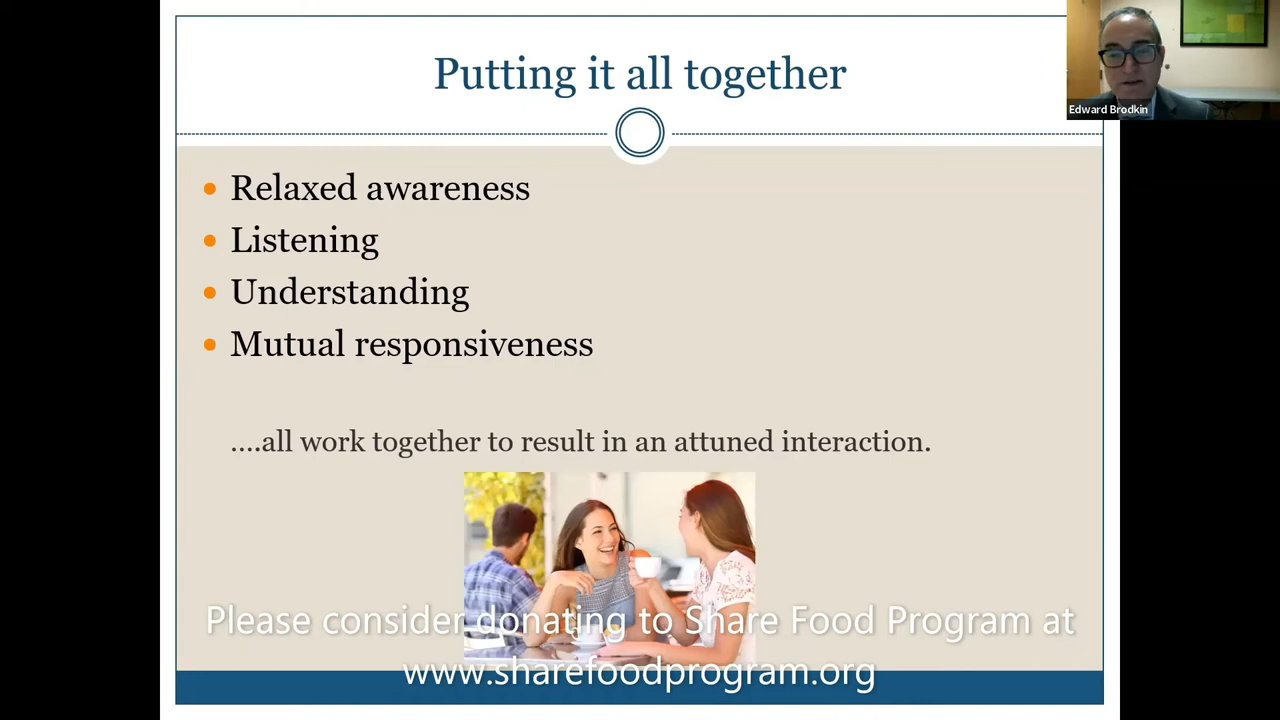 Putting it all together
Edward Brodkin
Relaxed awareness
Listening
Understanding
Mutual responsiveness
....all work together to result in an attuned interaction.
Please consider donating to Share Food Program at
www.sharefoodprogram.org